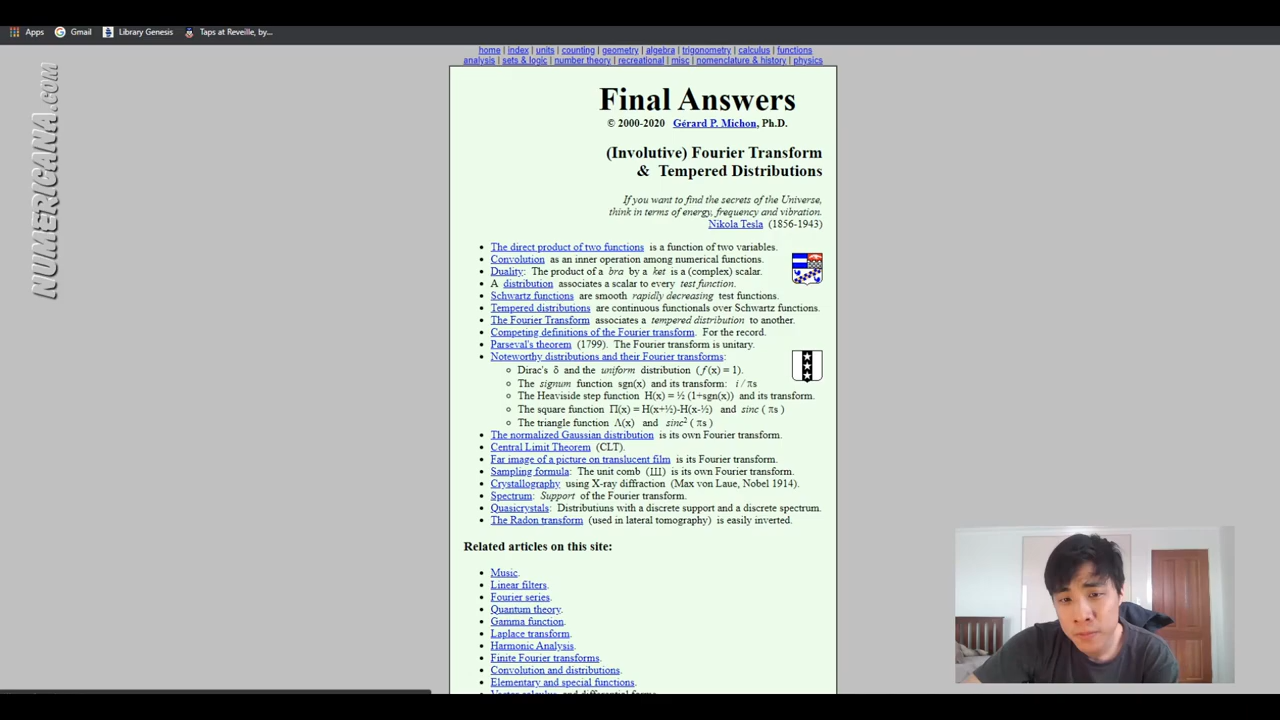 Apps Gmail Library Genesis Taps at Reveille, by...
NUMERICANA.com
home | index | units | counting | geometry | algebra | trigonometry | calculus | functions
analysis | sets & logic | number theory | recreational | misc | nomenclature & history | physics
Final Answers
© 2000-2020 Gérard P. Michon, Ph.D.
(Involutive) Fourier Transform
& Tempered Distributions
If you want to find the secrets of the Universe,
think in terms of energy, frequency and vibration.
Nikola Tesla (1856-1943)
The direct product of two functions is a function of two variables.
Convolution as an inner operation among numerical functions.
Duality: The product of a bra by a ket is a (complex) scalar.
A distribution associates a scalar to every test function.
Schwartz functions are smooth rapidly decreasing test functions.
Tempered distributions are continuous functionals over Schwartz functions.
The Fourier Transform associates a tempered distribution to another.
Competing definitions of the Fourier transform. For the record.
Parseval's theorem (1799). The Fourier transform is unitary.
Noteworthy distributions and their Fourier transforms:
Dirac's δ and the uniform distribution ( f (x) = 1).
The signum function sgn(x) and its transform: i / πs
The Heaviside step function H(x) = ½ (1+sgn(x)) and its transform.
The square function Π(x) = H(x+½)-H(x-½) and sinc ( πs )
The triangle function Λ(x) and sinc² ( πs )
The normalized Gaussian distribution is its own Fourier transform.
Central Limit Theorem (CLT).
Far image of a picture on translucent film is its Fourier transform.
Sampling formula: The unit comb (Ш) is its own Fourier transform.
Crystallography using X-ray diffraction (Max von Laue, Nobel 1914).
Spectrum: Support of the Fourier transform.
Quasicrystals: Distributiuns with a discrete support and a discrete spectrum.
The Radon transform (used in lateral tomography) is easily inverted.
Related articles on this site:
Music.
Linear filters.
Fourier series.
Quantum theory.
Gamma function.
Laplace transform.
Harmonic Analysis.
Finite Fourier transforms.
Convolution and distributions.
Elementary and special functions.